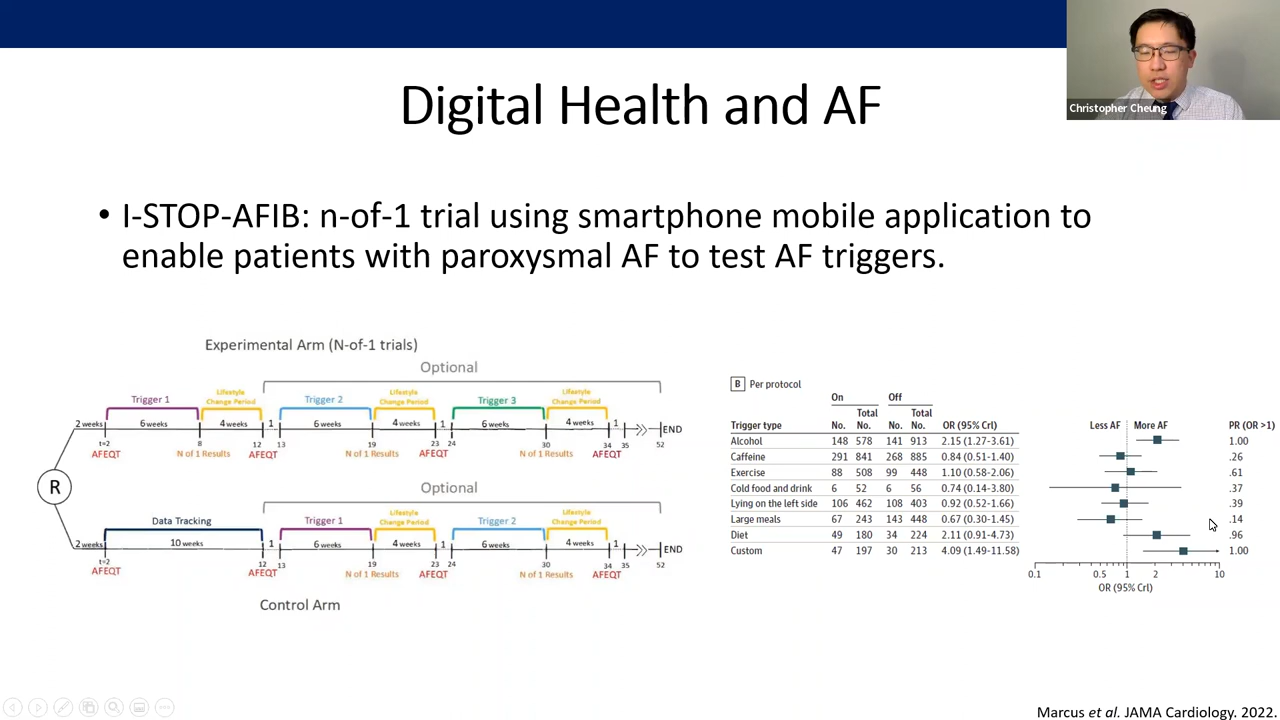 Christopher Cheung
Digital Health and AF
• I-STOP-AFIB: n-of-1 trial using smartphone mobile application to
enable patients with paroxysmal AF to test AF triggers.
Experimental Arm (N-of-1 trials)
Optional
Trigger 1 Lifestyle Change Period Trigger 2 Lifestyle Change Period Trigger 3 Lifestyle Change Period
2 weeks 6 weeks 4 weeks 1 6 weeks 4 weeks 1 6 weeks 4 weeks 1 END
t=2 8 12 13 19 23 24 30 34 35 52
AFEQT N of 1 Results AFEQT N of 1 Results AFEQT N of 1 Results AFEQT
R
Optional
Data Tracking Trigger 1 Lifestyle Change Period Trigger 2 Lifestyle Change Period
2 weeks 10 weeks 1 6 weeks 4 weeks 1 6 weeks 4 weeks 1 END
t=2 12 13 19 23 24 30 34 35 52
AFEQT AFEQT N of 1 Results AFEQT N of 1 Results AFEQT
Control Arm
B Per protocol
On Off
Trigger type No. Total No. No. Total No. OR (95% CrI) Less AF More AF PR (OR >1)
Alcohol 148 578 141 913 2.15 (1.27-3.61) 1.00
Caffeine 291 841 268 885 0.84 (0.51-1.40) .26
Exercise 88 508 99 448 1.10 (0.58-2.06) .61
Cold food and drink 6 52 6 56 0.74 (0.14-3.80) .37
Lying on the left side 106 462 108 403 0.92 (0.52-1.66) .39
Large meals 67 243 143 448 0.67 (0.30-1.45) .14
Diet 49 180 34 224 2.11 (0.91-4.73) .96
Custom 47 197 30 213 4.09 (1.49-11.58) 1.00
0.1 0.5 1 2 10
OR (95% CrI)
Marcus et al. JAMA Cardiology. 2022.